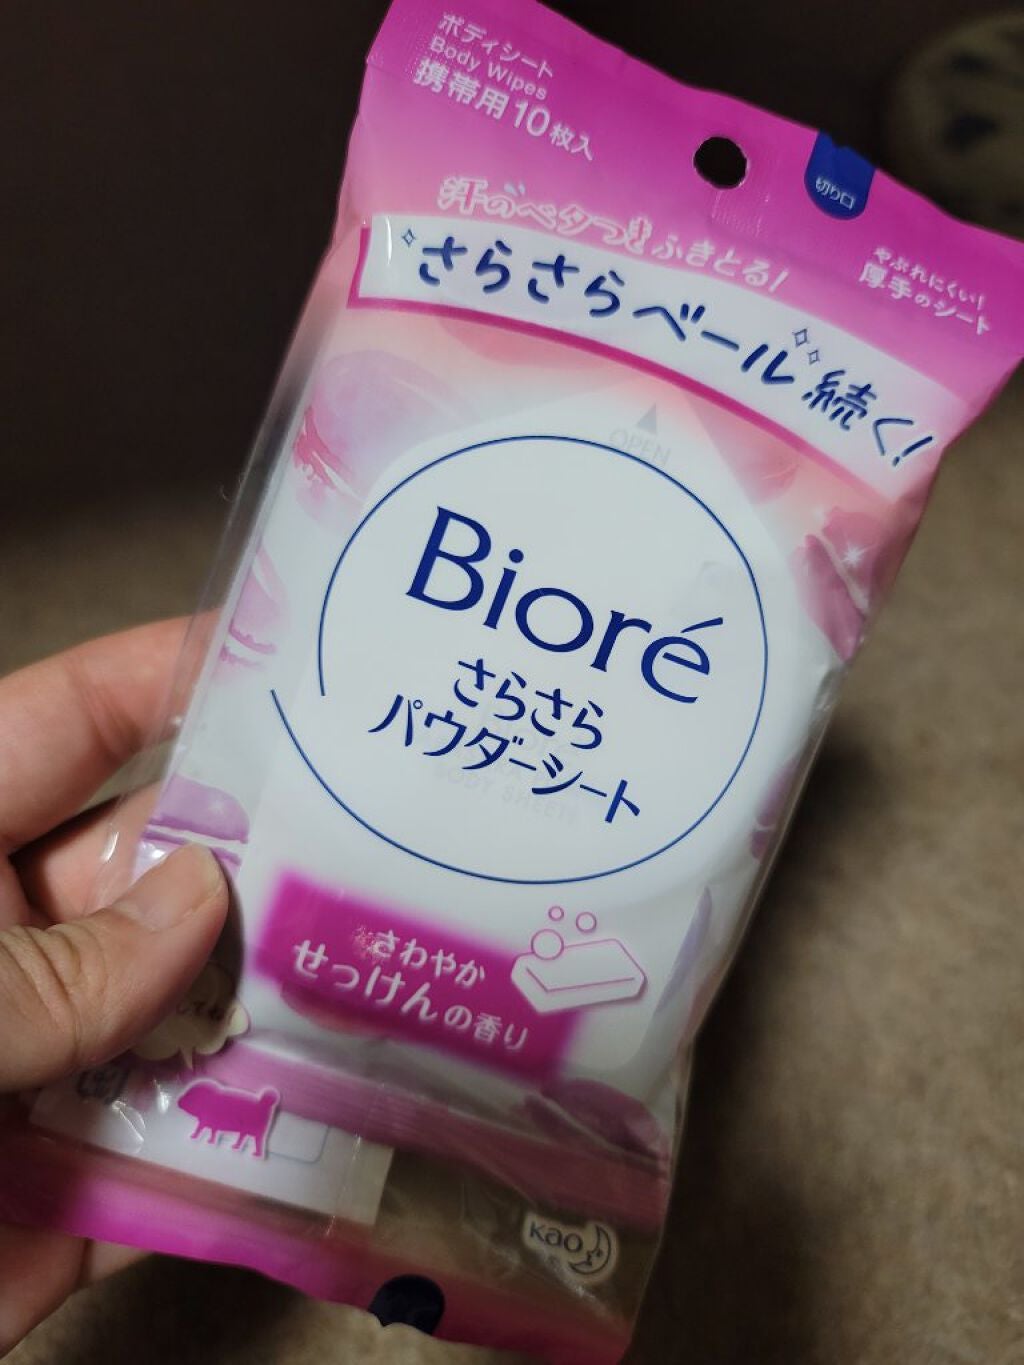 ボディシート
Body Wipes
携帯用10枚入
切り口
汗のベタつきふきとる!
やぶれにくい!
厚手のシート
さらさらベール続く!
OPEN
Bioré
さらさら
パウダーシート
BODY SHEET
さわやか
せっけんの香り
kao